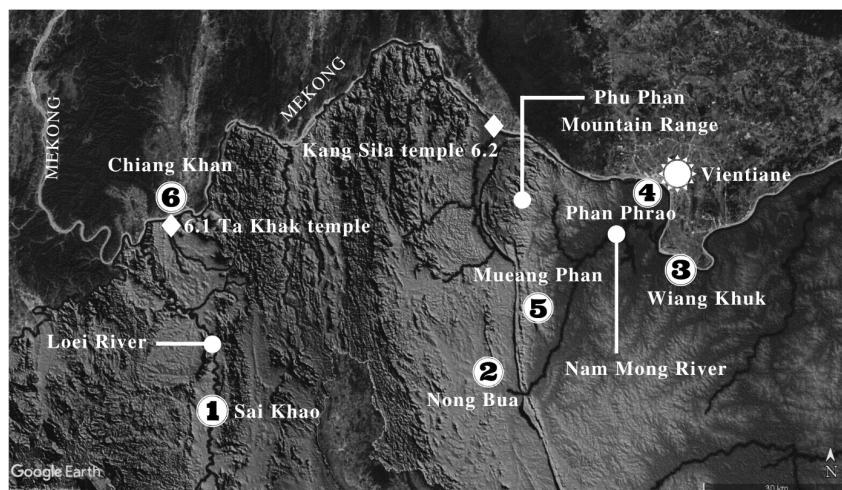 MEKONG
MEKONG
Phu Phan
Mountain Range
Chiang Khan
Kang Sila temple 6.2
6
4
Vientiane
6.1 Ta Khak temple
Phan Phrao
Mueang Phan
3
5
Wiang Khuk
Loei River
2
Nam Mong River
Nong Bua
1
Sai Khao
Google Earth
N
30 km